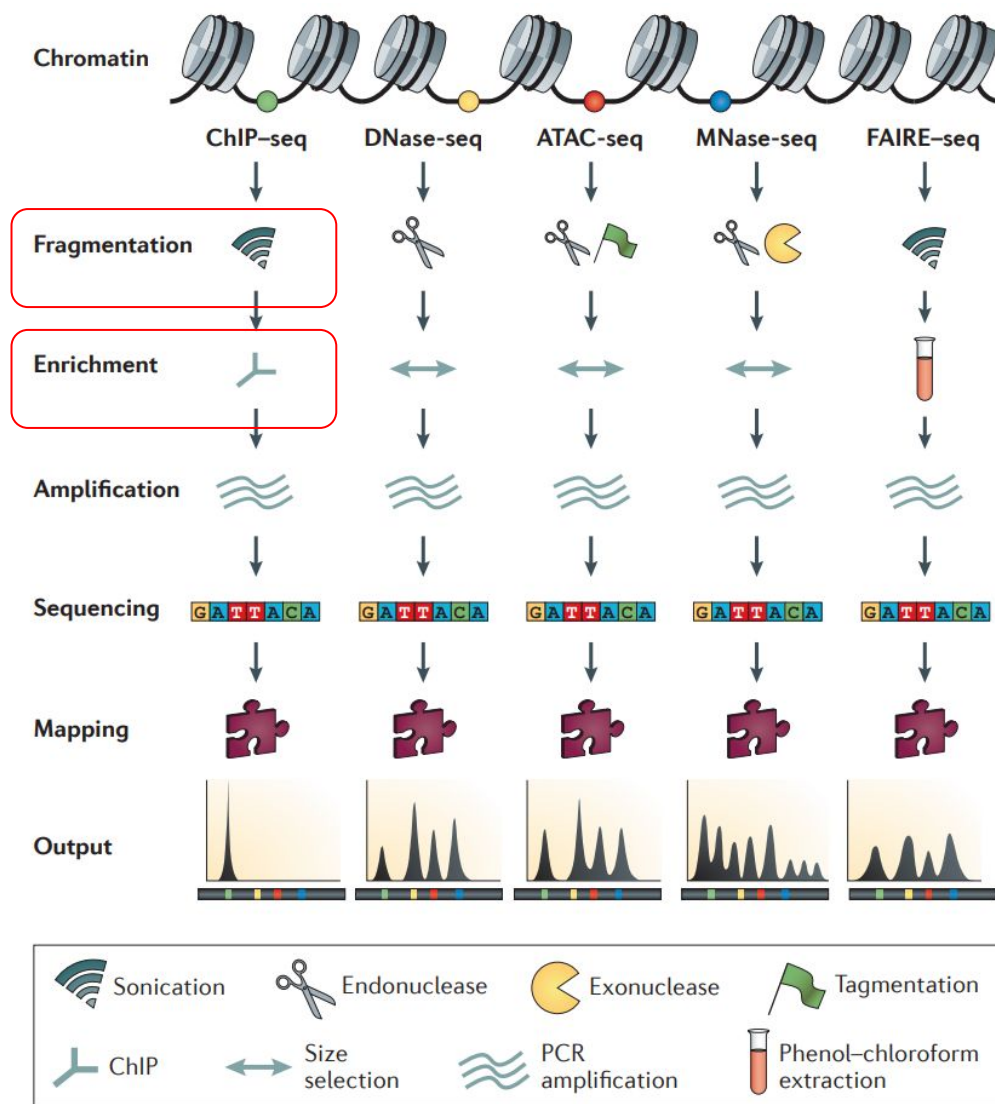 Chromatin
ChIP–seq DNase-seq ATAC-seq MNase-seq FAIRE–seq
Fragmentation
Enrichment
Amplification
Sequencing GATTACA GATTACA GATTACA GATTACA GATTACA
Mapping
Output
Sonication Endonuclease Exonuclease Tagmentation
ChIP Size selection PCR amplification Phenol–chloroform extraction